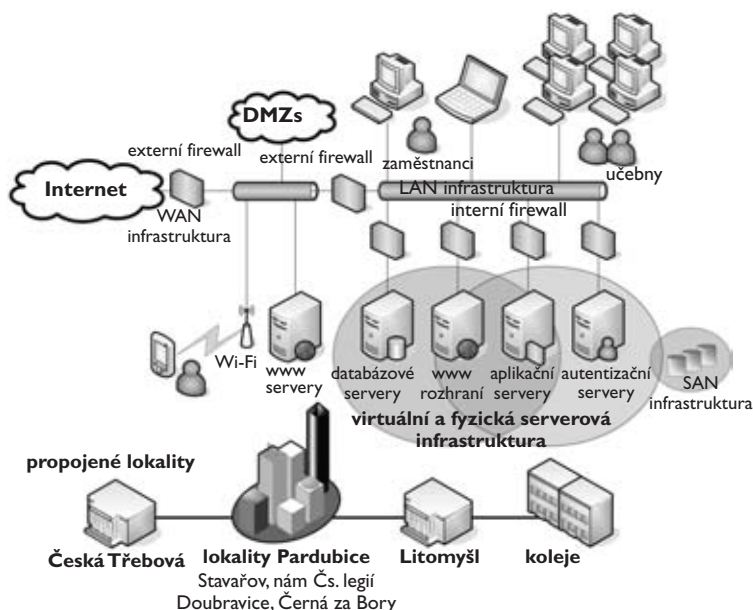 DMZs
externí firewall
externí firewall
zaměstnanci
učebny
Internet
LAN infrastruktura
WAN
infrastruktura
interní firewall
Wi-Fi
www
servery
databázové
servery
www
rozhraní
aplikační
servery
autentizační
servery
SAN
infrastruktura
virtuální a fyzická serverová
infrastruktura
propojené lokality
Česká Třebová
lokality Pardubice
Litomyšl
koleje
Stavařov, nám Čs. legií
Doubravice, Černá za Bory